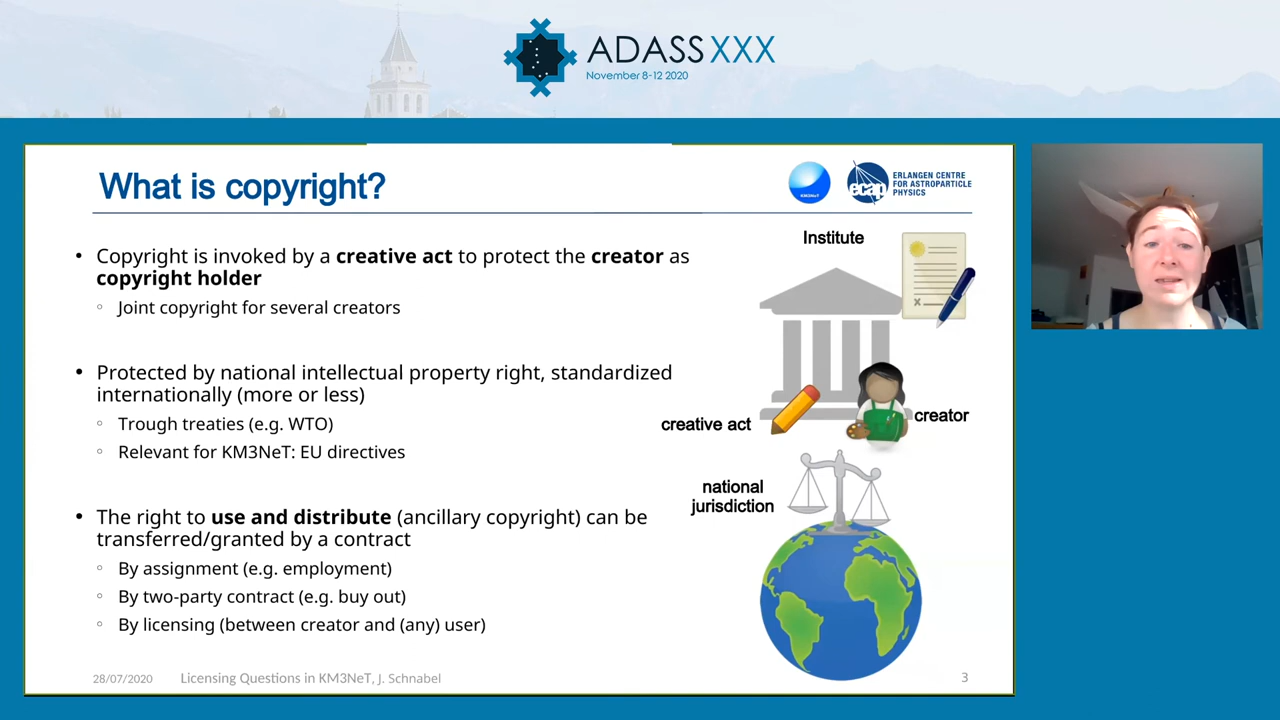 ADASS XXX
November 8-12 2020
What is copyright?
KM3NeT
ecap
ERLANGEN CENTRE
FOR ASTROPARTICLE
PHYSICS
• Copyright is invoked by a creative act to protect the creator as
copyright holder
◦ Joint copyright for several creators
• Protected by national intellectual property right, standardized
internationally (more or less)
◦ Trough treaties (e.g. WTO)
◦ Relevant for KM3NeT: EU directives
• The right to use and distribute (ancillary copyright) can be
transferred/granted by a contract
◦ By assignment (e.g. employment)
◦ By two-party contract (e.g. buy out)
◦ By licensing (between creator and (any) user)
Institute
creative act
creator
national
jurisdiction
28/07/2020
Licensing Questions in KM3NeT, J. Schnabel
3